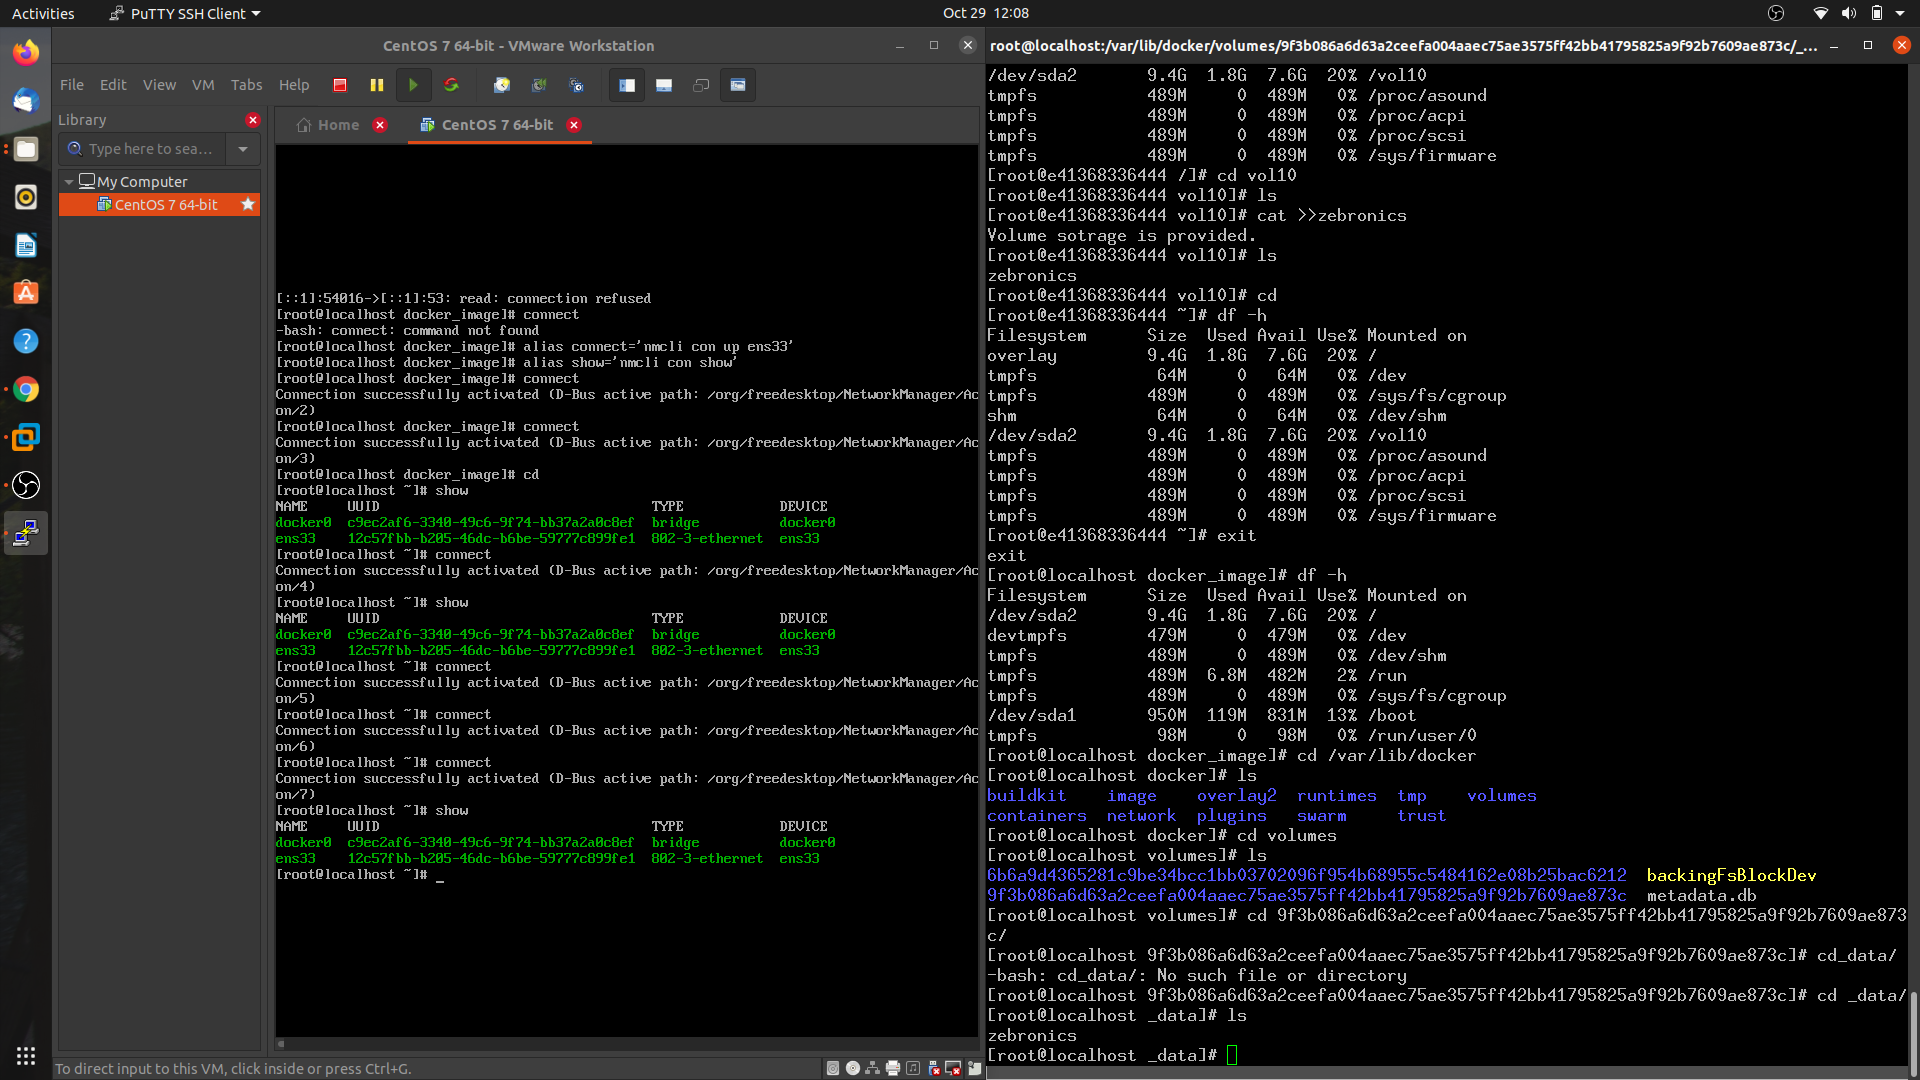 Activities
PuTTY SSH Client
Oct 29 12:08
CentOS 7 64-bit - VMware Workstation
File Edit View VM Tabs Help
Library
Type here to sea...
My Computer
CentOS 7 64-bit
Home
CentOS 7 64-bit
[::1]:54016->[::1]:53: read: connection refused
[root@localhost docker_image]# connect
-bash: connect: command not found
[root@localhost docker_image]# alias connect='nmcli con up ens33'
[root@localhost docker_image]# alias show='nmcli con show'
[root@localhost docker_image]# connect
Connection successfully activated (D-Bus active path: /org/freedesktop/NetworkManager/Ac
on/2)
[root@localhost docker_image]# connect
Connection successfully activated (D-Bus active path: /org/freedesktop/NetworkManager/Ac
on/3)
[root@localhost docker_image]# cd
[root@localhost ~]# show
NAME UUID TYPE DEVICE
docker0 c9ec2af6-3340-49c6-9f74-bb37a2a0c8ef bridge docker0
ens33 12c57fbb-b205-46dc-b6be-59777c899fe1 802-3-ethernet ens33
[root@localhost ~]# connect
Connection successfully activated (D-Bus active path: /org/freedesktop/NetworkManager/Ac
on/4)
[root@localhost ~]# show
NAME UUID TYPE DEVICE
docker0 c9ec2af6-3340-49c6-9f74-bb37a2a0c8ef bridge docker0
ens33 12c57fbb-b205-46dc-b6be-59777c899fe1 802-3-ethernet ens33
[root@localhost ~]# connect
Connection successfully activated (D-Bus active path: /org/freedesktop/NetworkManager/Ac
on/5)
[root@localhost ~]# connect
Connection successfully activated (D-Bus active path: /org/freedesktop/NetworkManager/Ac
on/6)
[root@localhost ~]# connect
Connection successfully activated (D-Bus active path: /org/freedesktop/NetworkManager/Ac
on/7)
[root@localhost ~]# show
NAME UUID TYPE DEVICE
docker0 c9ec2af6-3340-49c6-9f74-bb37a2a0c8ef bridge docker0
ens33 12c57fbb-b205-46dc-b6be-59777c899fe1 802-3-ethernet ens33
[root@localhost ~]# _
To direct input to this VM, click inside or press Ctrl+G.
root@localhost:/var/lib/docker/volumes/9f3b086a6d63a2ceefa004aaec75ae3575ff42bb41795825a9f92b7609ae873c/_...
/dev/sda2 9.4G 1.8G 7.6G 20% /vol10
tmpfs 489M 0 489M 0% /proc/asound
tmpfs 489M 0 489M 0% /proc/acpi
tmpfs 489M 0 489M 0% /proc/scsi
tmpfs 489M 0 489M 0% /sys/firmware
[root@e41368336444 /]# cd vol10
[root@e41368336444 vol10]# ls
[root@e41368336444 vol10]# cat >>zebronics
Volume sotrage is provided.
[root@e41368336444 vol10]# ls
zebronics
[root@e41368336444 vol10]# cd
[root@e41368336444 ~]# df -h
Filesystem Size Used Avail Use% Mounted on
overlay 9.4G 1.8G 7.6G 20% /
tmpfs 64M 0 64M 0% /dev
tmpfs 489M 0 489M 0% /sys/fs/cgroup
shm 64M 0 64M 0% /dev/shm
/dev/sda2 9.4G 1.8G 7.6G 20% /vol10
tmpfs 489M 0 489M 0% /proc/asound
tmpfs 489M 0 489M 0% /proc/acpi
tmpfs 489M 0 489M 0% /proc/scsi
tmpfs 489M 0 489M 0% /sys/firmware
[root@e41368336444 ~]# exit
exit
[root@localhost docker_image]# df -h
Filesystem Size Used Avail Use% Mounted on
/dev/sda2 9.4G 1.8G 7.6G 20% /
devtmpfs 479M 0 479M 0% /dev
tmpfs 489M 0 489M 0% /dev/shm
tmpfs 489M 6.8M 482M 2% /run
tmpfs 489M 0 489M 0% /sys/fs/cgroup
/dev/sda1 950M 119M 831M 13% /boot
tmpfs 98M 0 98M 0% /run/user/0
[root@localhost docker_image]# cd /var/lib/docker
[root@localhost docker]# ls
buildkit image overlay2 runtimes tmp volumes
containers network plugins swarm trust
[root@localhost docker]# cd volumes
[root@localhost volumes]# ls
6b6a9d4365281c9be34bcc1bb03702096f954b68955c5484162e08b25bac6212 backingFsBlockDev
9f3b086a6d63a2ceefa004aaec75ae3575ff42bb41795825a9f92b7609ae873c metadata.db
[root@localhost volumes]# cd 9f3b086a6d63a2ceefa004aaec75ae3575ff42bb41795825a9f92b7609ae873
c/
[root@localhost 9f3b086a6d63a2ceefa004aaec75ae3575ff42bb41795825a9f92b7609ae873c]# cd_data/
-bash: cd_data/: No such file or directory
[root@localhost 9f3b086a6d63a2ceefa004aaec75ae3575ff42bb41795825a9f92b7609ae873c]# cd _data/
[root@localhost _data]# ls
zebronics
[root@localhost _data]#